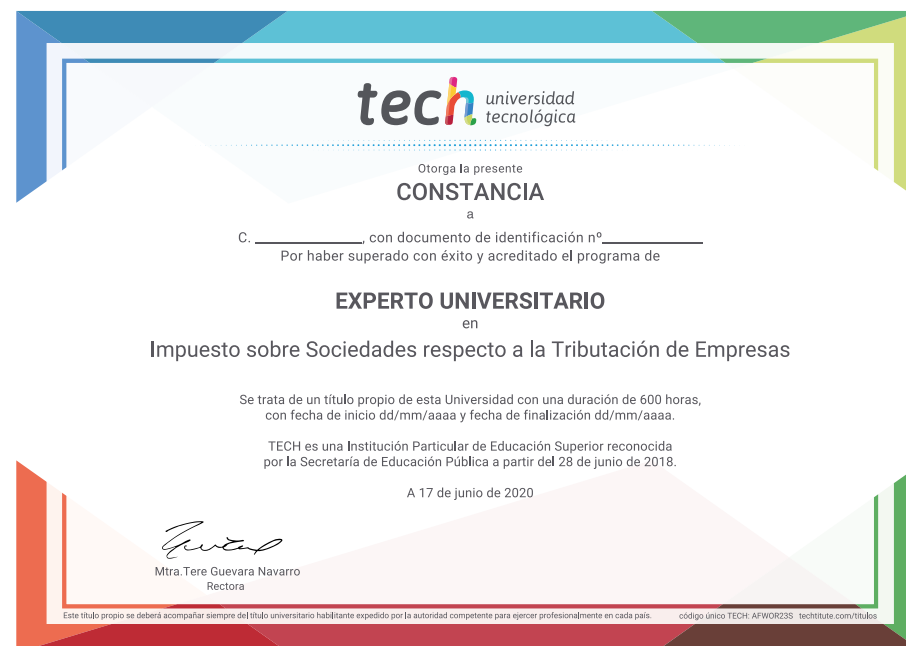 tech universidad
tecnológica
Otorga la presente
CONSTANCIA
a
C. ______________, con documento de identificación nº_____________
Por haber superado con éxito y acreditado el programa de
EXPERTO UNIVERSITARIO
en
Impuesto sobre Sociedades respecto a la Tributación de Empresas
Se trata de un título propio de esta Universidad con una duración de 600 horas,
con fecha de inicio dd/mm/aaaa y fecha de finalización dd/mm/aaaa.
TECH es una Institución Particular de Educación Superior reconocida
por la Secretaría de Educación Pública a partir del 28 de junio de 2018.
A 17 de junio de 2020
Mtra.Tere Guevara Navarro
Rectora
Este título propio se deberá acompañar siempre del título universitario habilitante expedido por la autoridad competente para ejercer profesionalmente en cada país. código único TECH: AFWOR23S techtitute.com/títulos